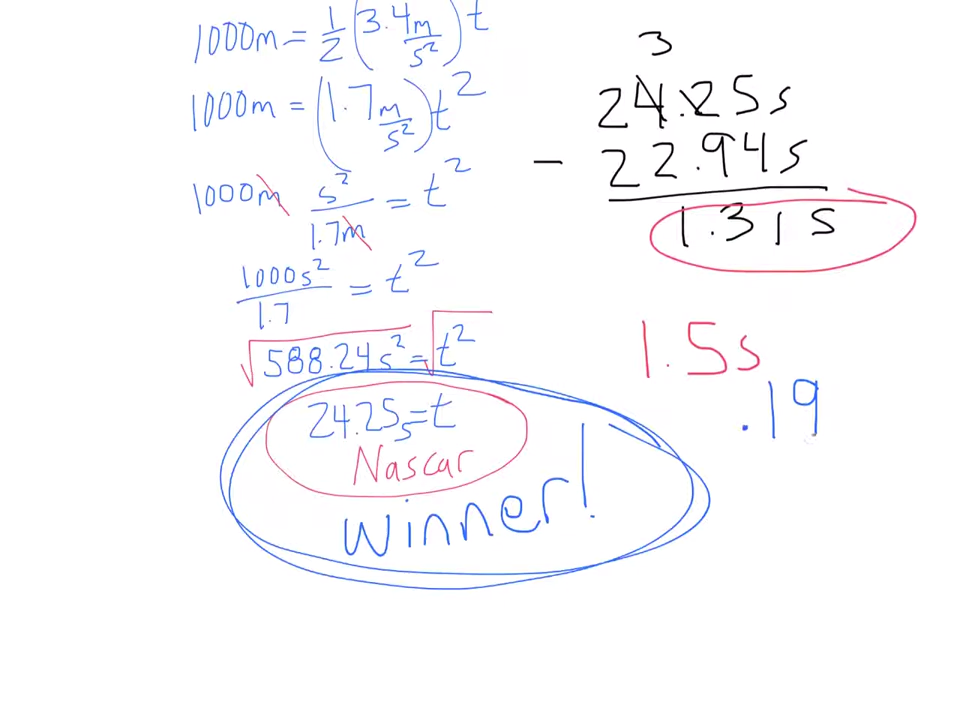 1000m = 1/2 (3.4 m/s²) t
1000m = (1.7 m/s²) t²
1000m s²/1.7m = t²
1000s²/1.7 = t²
√588.24s² = √t²
24.25s = t
Nascar
Winner!
3
24.25s
- 22.94s
1.31s
1.5s
.19